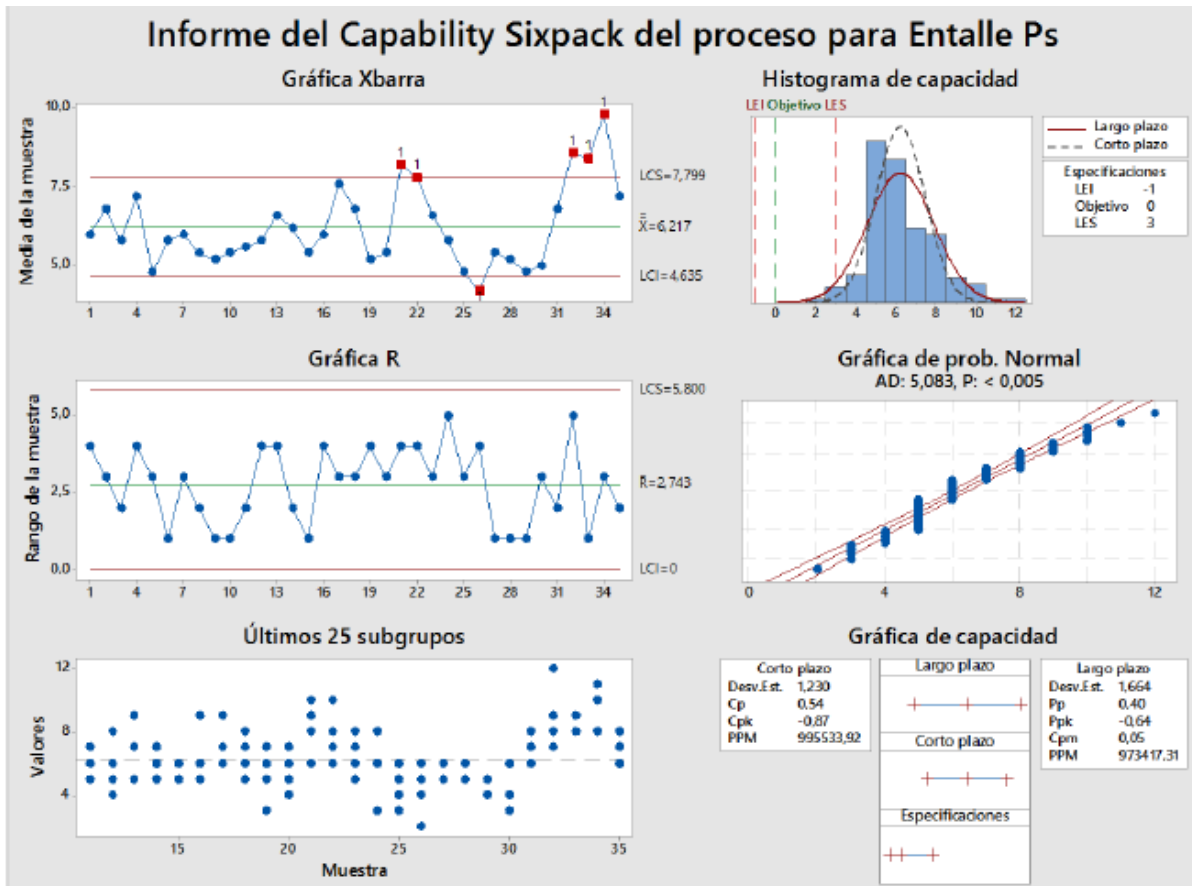 Informe del Capability Sixpack del proceso para Entalle Ps
Gráfica Xbarra
Media de la muestra
10,0
7,5
5,0
1 1 1 1 1 1
LCS=7,799
X=6,217
LCI=4,635
1 4 7 10 13 16 19 22 25 28 31 34
Histograma de capacidad
LEI Objetivo LES
Largo plazo
Corto plazo
Especificaciones
LEI -1
Objetivo 0
LES 3
0 2 4 6 8 10 12
Gráfica R
Rango de la muestra
5,0
2,5
0,0
LCS=5,800
R=2,743
LCI=0
1 4 7 10 13 16 19 22 25 28 31 34
Gráfica de prob. Normal
AD: 5,083, P: < 0,005
0 4 8 12
Últimos 25 subgrupos
Valores
12
8
4
15 20 25 30 35
Muestra
Gráfica de capacidad
Corto plazo
Desv.Est. 1,230
Cp 0,54
Cpk -0,87
PPM 995533,92
Largo plazo
Corto plazo
Especificaciones
Largo plazo
Desv.Est. 1,664
Pp 0,40
Ppk -0,64
Cpm 0,05
PPM 973417,31